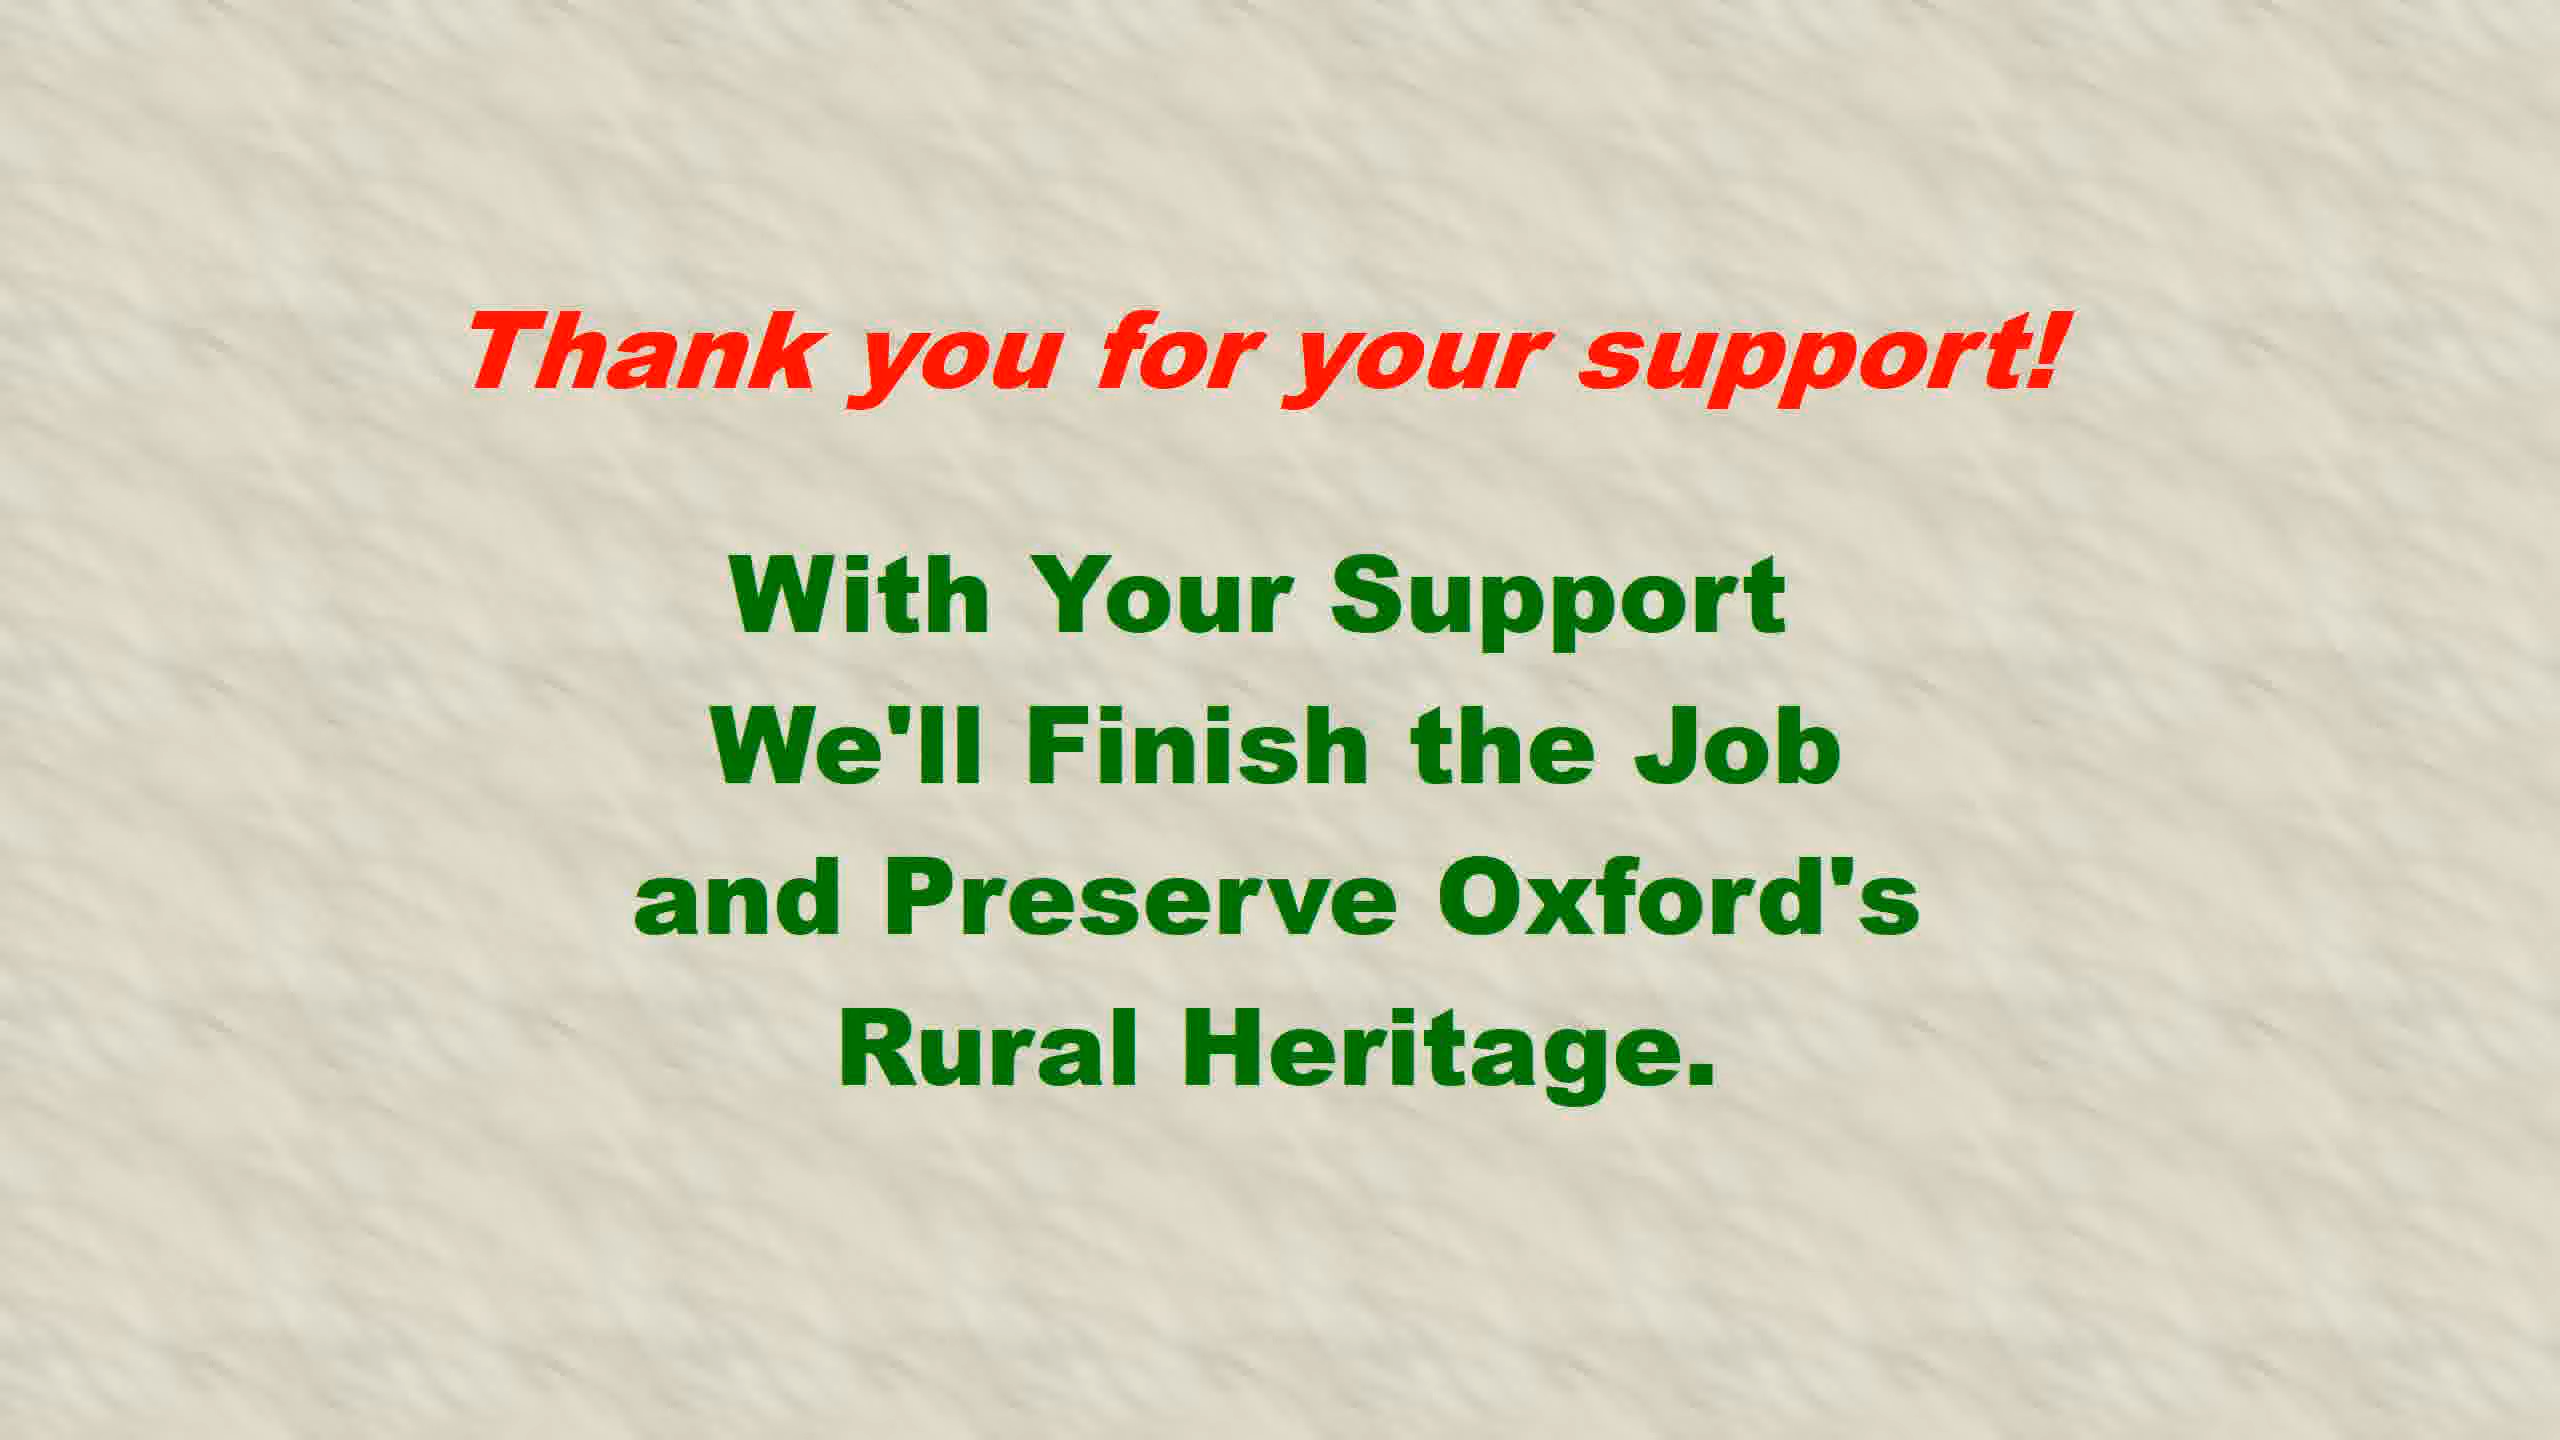 Thank you for your support!
With Your Support
We'll Finish the Job
and Preserve Oxford's
Rural Heritage.